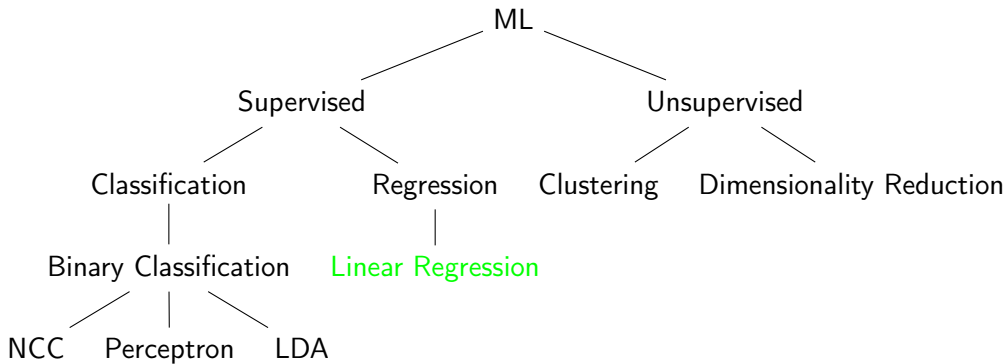 ML
Supervised Unsupervised
Classification Regression Clustering Dimensionality Reduction
Binary Classification Linear Regression
NCC Perceptron LDA